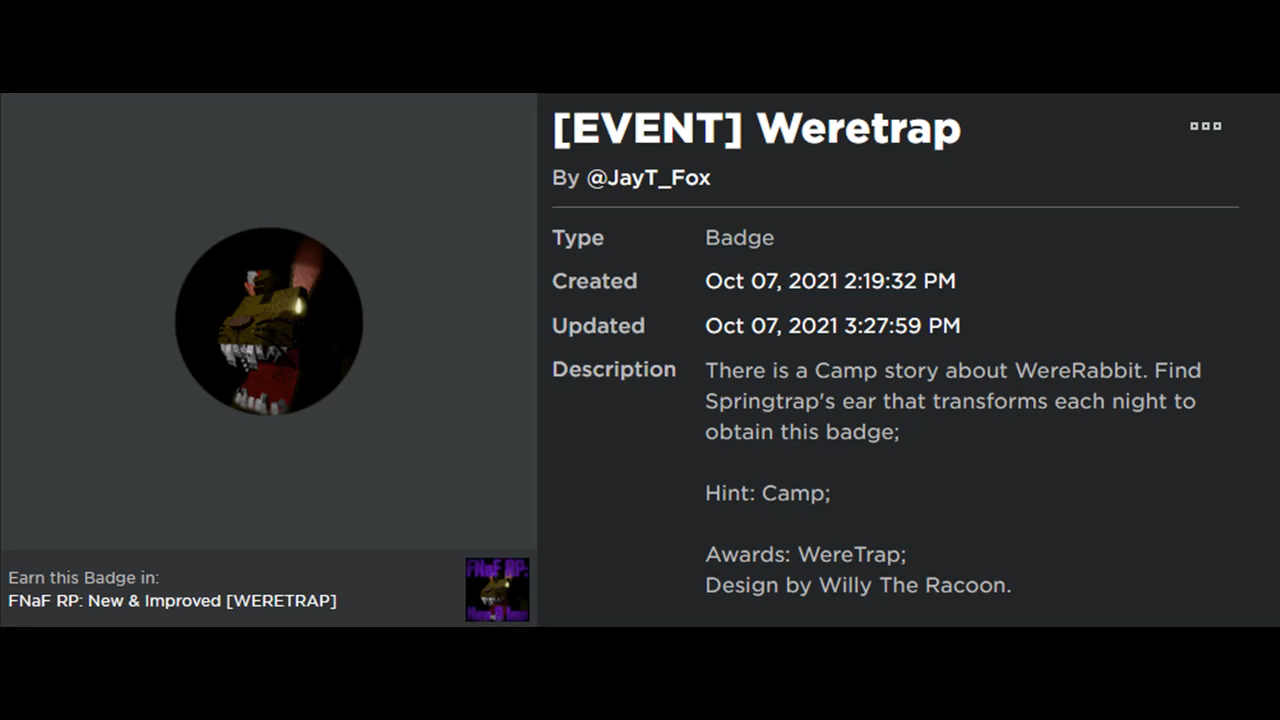 [EVENT] Weretrap
By @JayT_Fox
Type Badge
Created Oct 07, 2021 2:19:32 PM
Updated Oct 07, 2021 3:27:59 PM
Description There is a Camp story about WereRabbit. Find
Springtrap's ear that transforms each night to
obtain this badge;
Hint: Camp;
Awards: WereTrap;
Design by Willy The Racoon.
Earn this Badge in:
FNaF RP: New & Improved [WERETRAP]
FNaF RP: